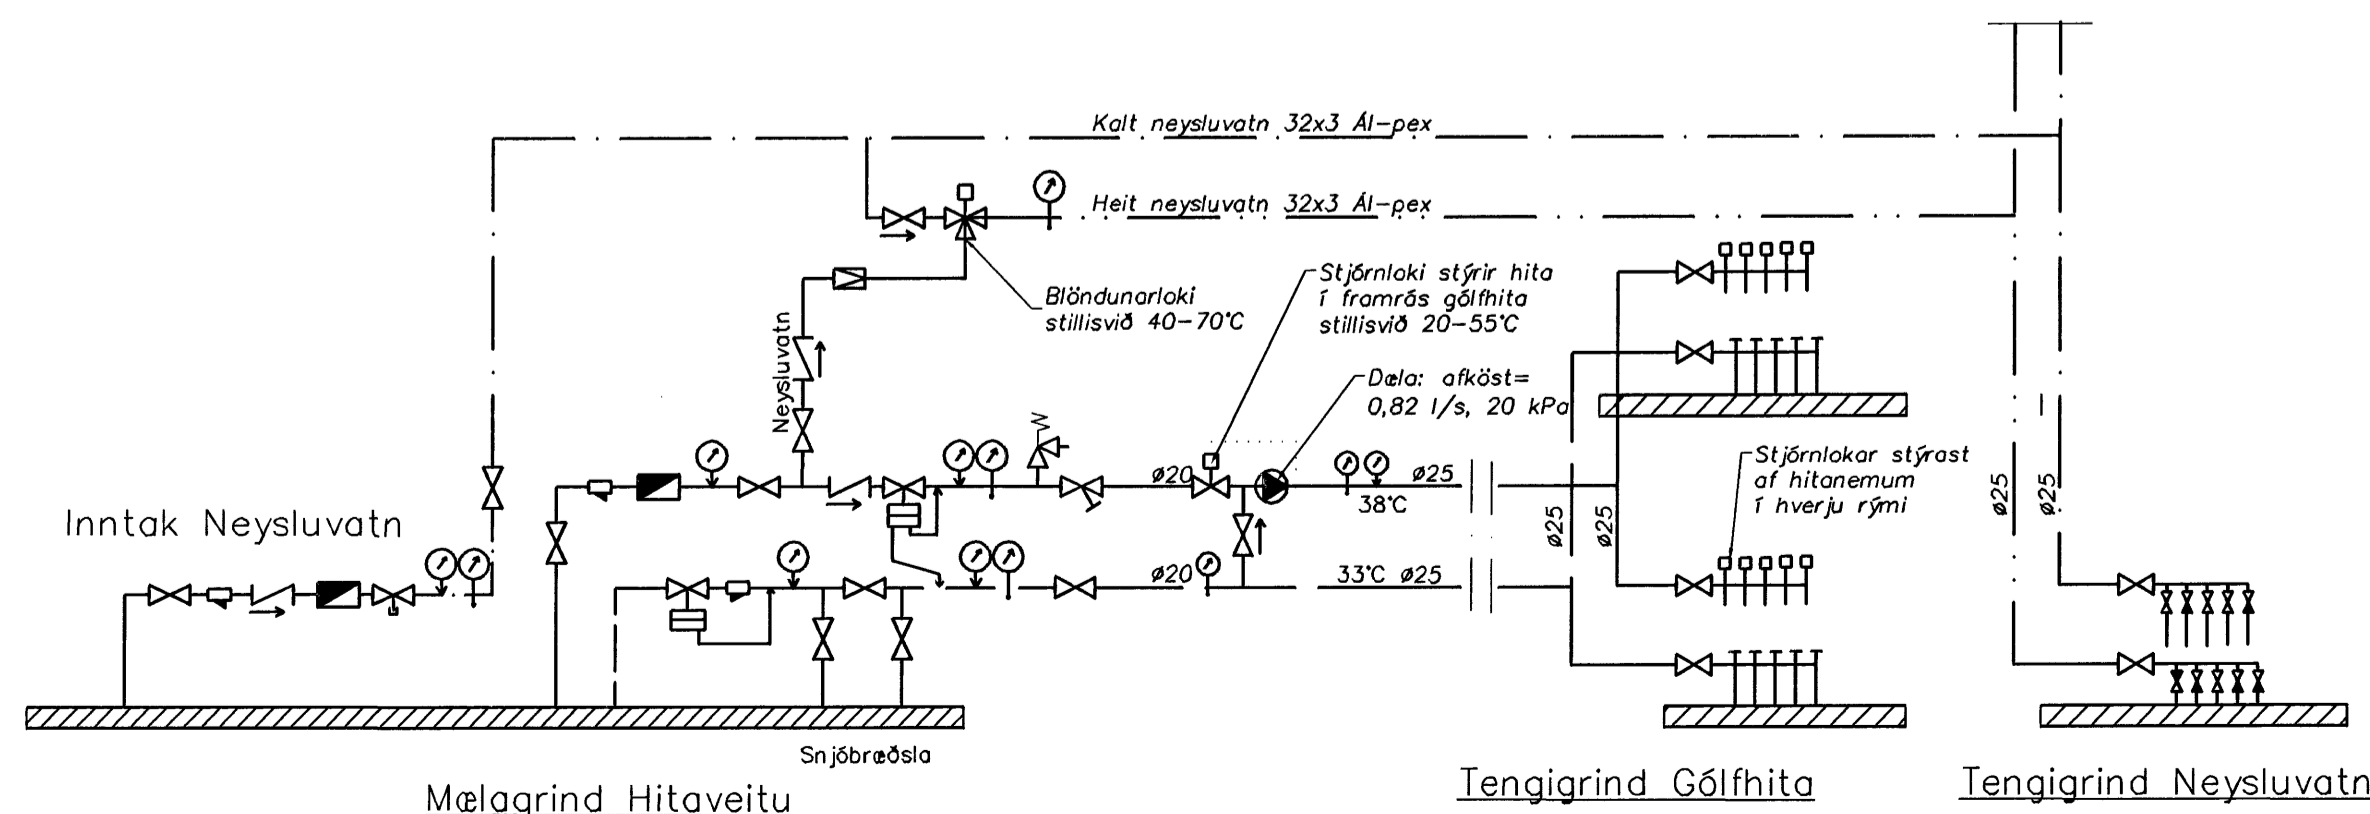 Kalt neysluvatn 32x3 Ál-pex
Heit neysluvatn 32x3 Ál-pex
Blöndunarloki
stillisvið 40-70°C
Stjórnloki stýrir hita
í framrás gólfhita
stillisvið 20-55°C
Dæla: afköst=
0,82 l/s, 20 kPa
Neysluvatn
Stjórnlokar stýrast
af hitanemum
í hverju rými
ø20
ø25
38°C
Inntak Neysluvatn
ø25
ø25
ø25
ø25
ø20
33°C ø25
Snjóbræðsla
Mælagrind Hitaveitu
Tengigrind Gólfhita
Tengigrind Neysluvatn